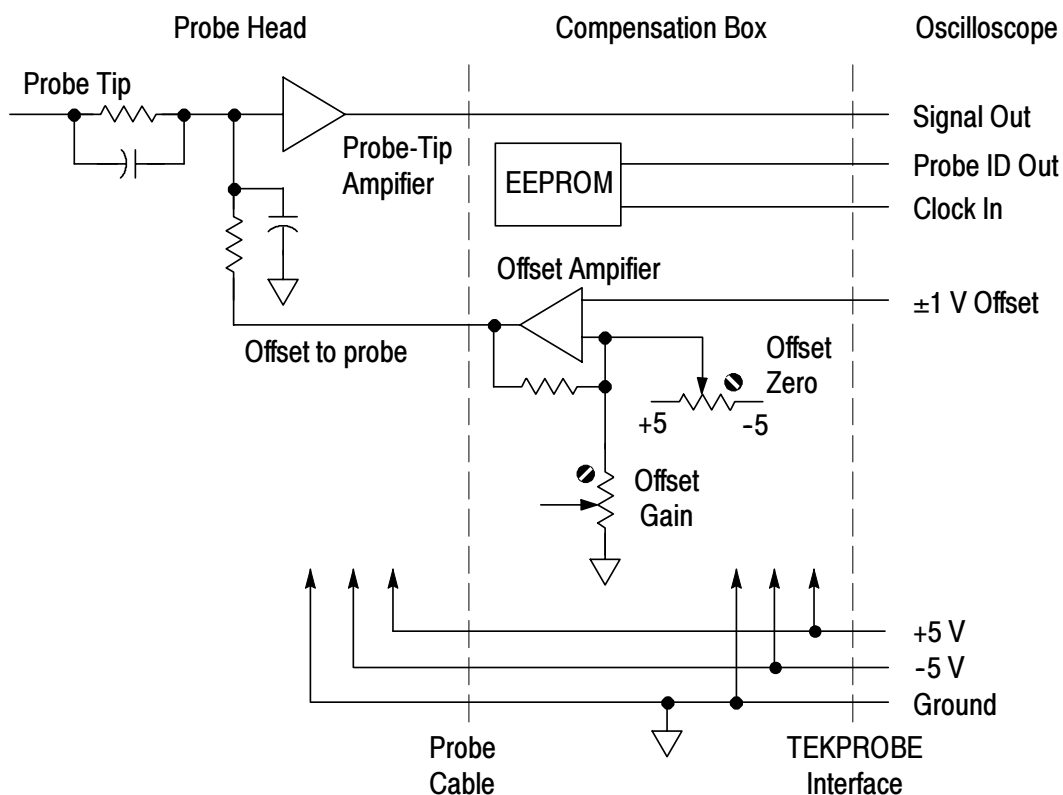 Probe Head
Compensation Box
Oscilloscope
Probe Tip
Signal Out
Probe-Tip
Ampifier
EEPROM
Probe ID Out
Clock In
Offset Ampifier
±1 V Offset
Offset to probe
Offset
Zero
+5
-5
Offset
Gain
+5 V
-5 V
Ground
Probe
Cable
TEKPROBE
Interface